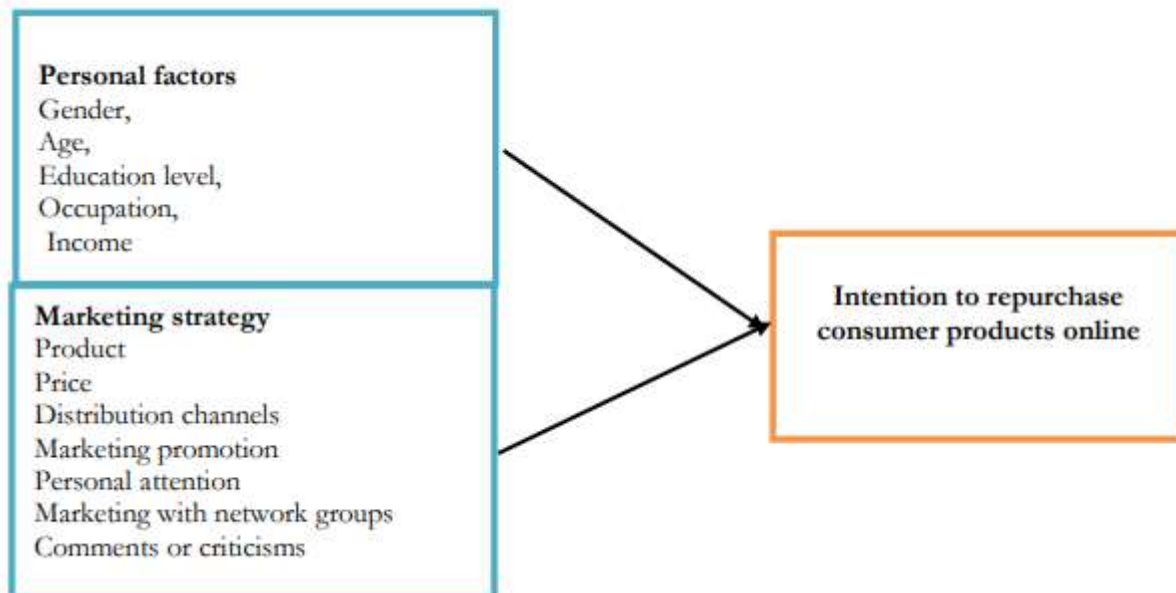 Personal factors
Gender,
Age,
Education level,
Occupation,
Income
Marketing strategy
Product
Price
Distribution channels
Marketing promotion
Personal attention
Marketing with network groups
Comments or criticisms
Intention to repurchase
consumer products online